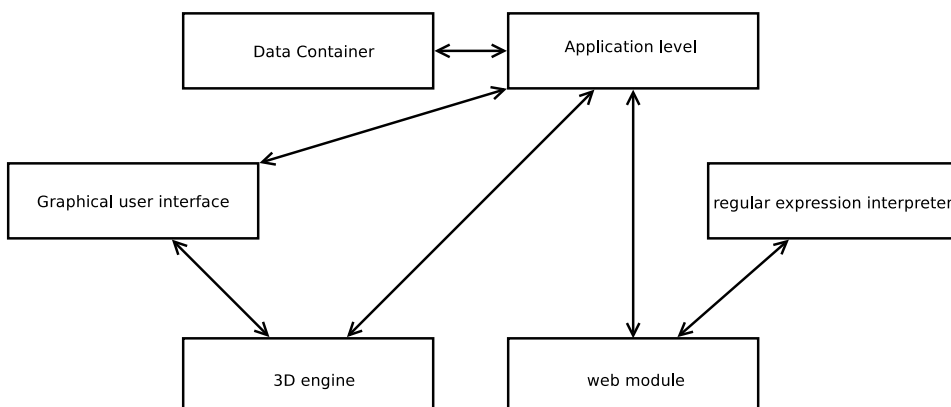 Data Container
Application level
Graphical user interface
regular expression interpreter
3D engine
web module